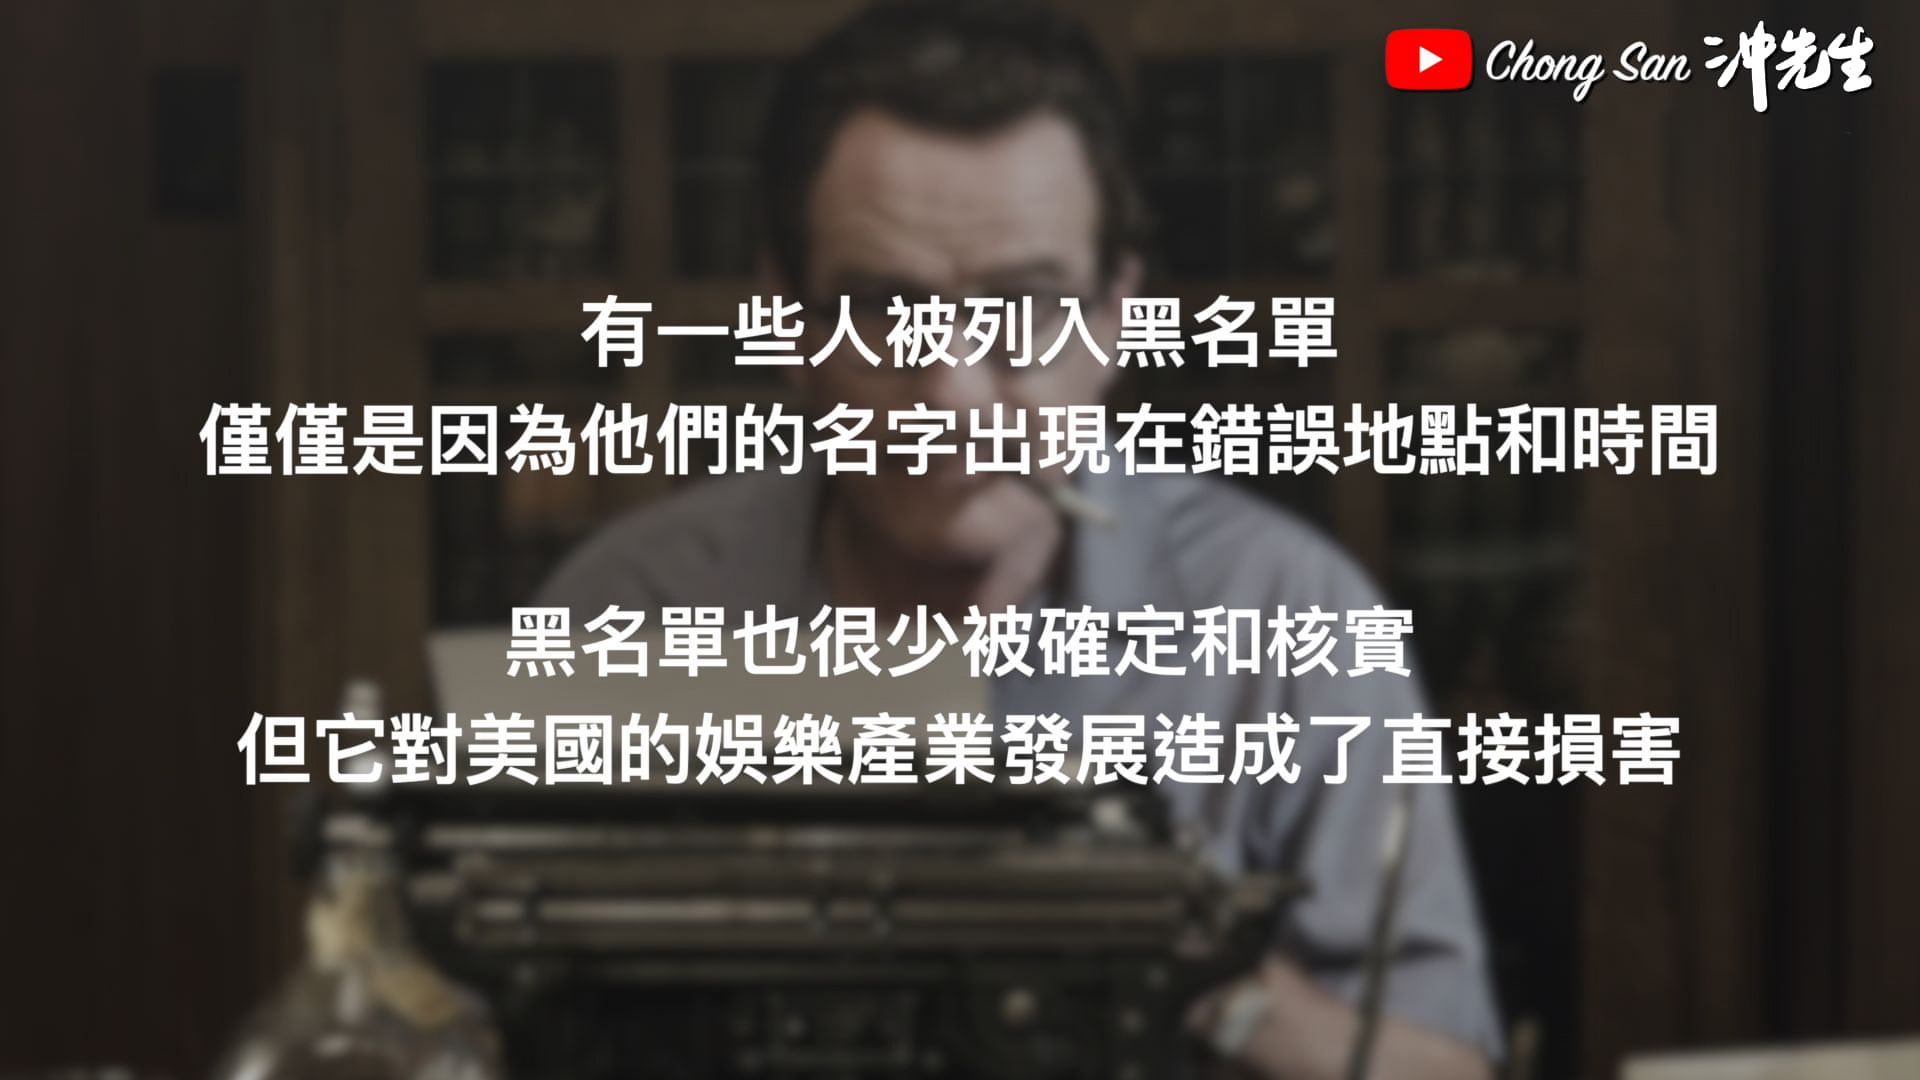 Chong San 沖先生
有一些人被列入黑名單
僅僅是因為他們的名字出現在錯誤地點和時間
黑名單也很少被確定和核實
但它對美國的娛樂產業發展造成了直接損害